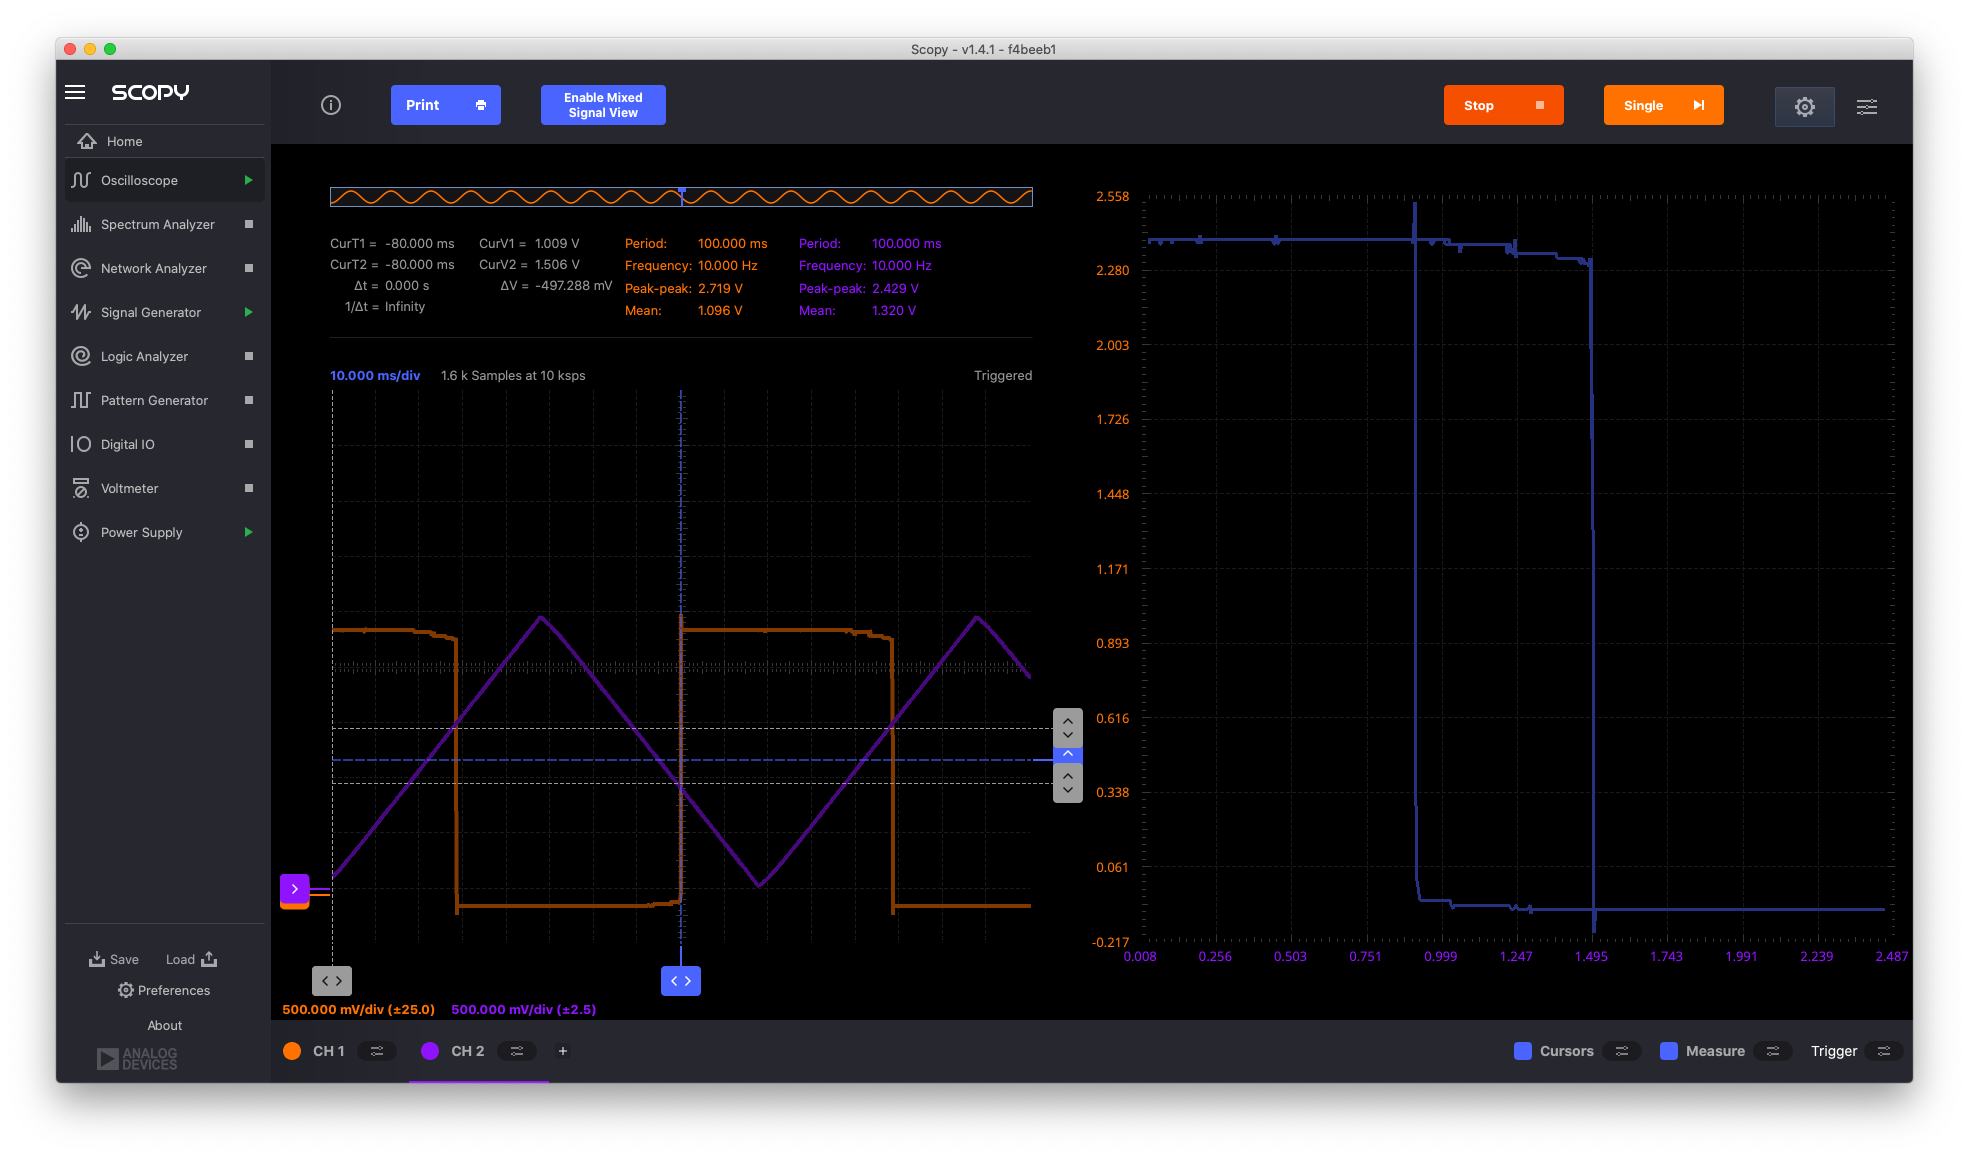 Scopy - v1.4.1 - f4beeb1
SCOPY
Home
Oscilloscope
Spectrum Analyzer
Network Analyzer
Signal Generator
Logic Analyzer
Pattern Generator
Digital IO
Voltmeter
Power Supply
Save Load
Preferences
About
ANALOG
DEVICES
Print
Enable Mixed
Signal View
Stop
Single
CurT1 = -80.000 ms CurV1 = 1.009 V
CurT2 = -80.000 ms CurV2 = 1.506 V
Δt = 0.000 s ΔV = -497.288 mV
1/Δt = Infinity
Period: 100.000 ms
Frequency: 10.000 Hz
Peak-peak: 2.719 V
Mean: 1.096 V
Period: 100.000 ms
Frequency: 10.000 Hz
Peak-peak: 2.429 V
Mean: 1.320 V
10.000 ms/div 1.6 k Samples at 10 ksps Triggered
500.000 mV/div (±25.0) 500.000 mV/div (±2.5)
2.558
2.280
2.003
1.726
1.448
1.171
0.893
0.616
0.338
0.061
-0.217
0.008 0.256 0.503 0.751 0.999 1.247 1.495 1.743 1.991 2.239 2.487
CH 1 CH 2 +
Cursors Measure Trigger